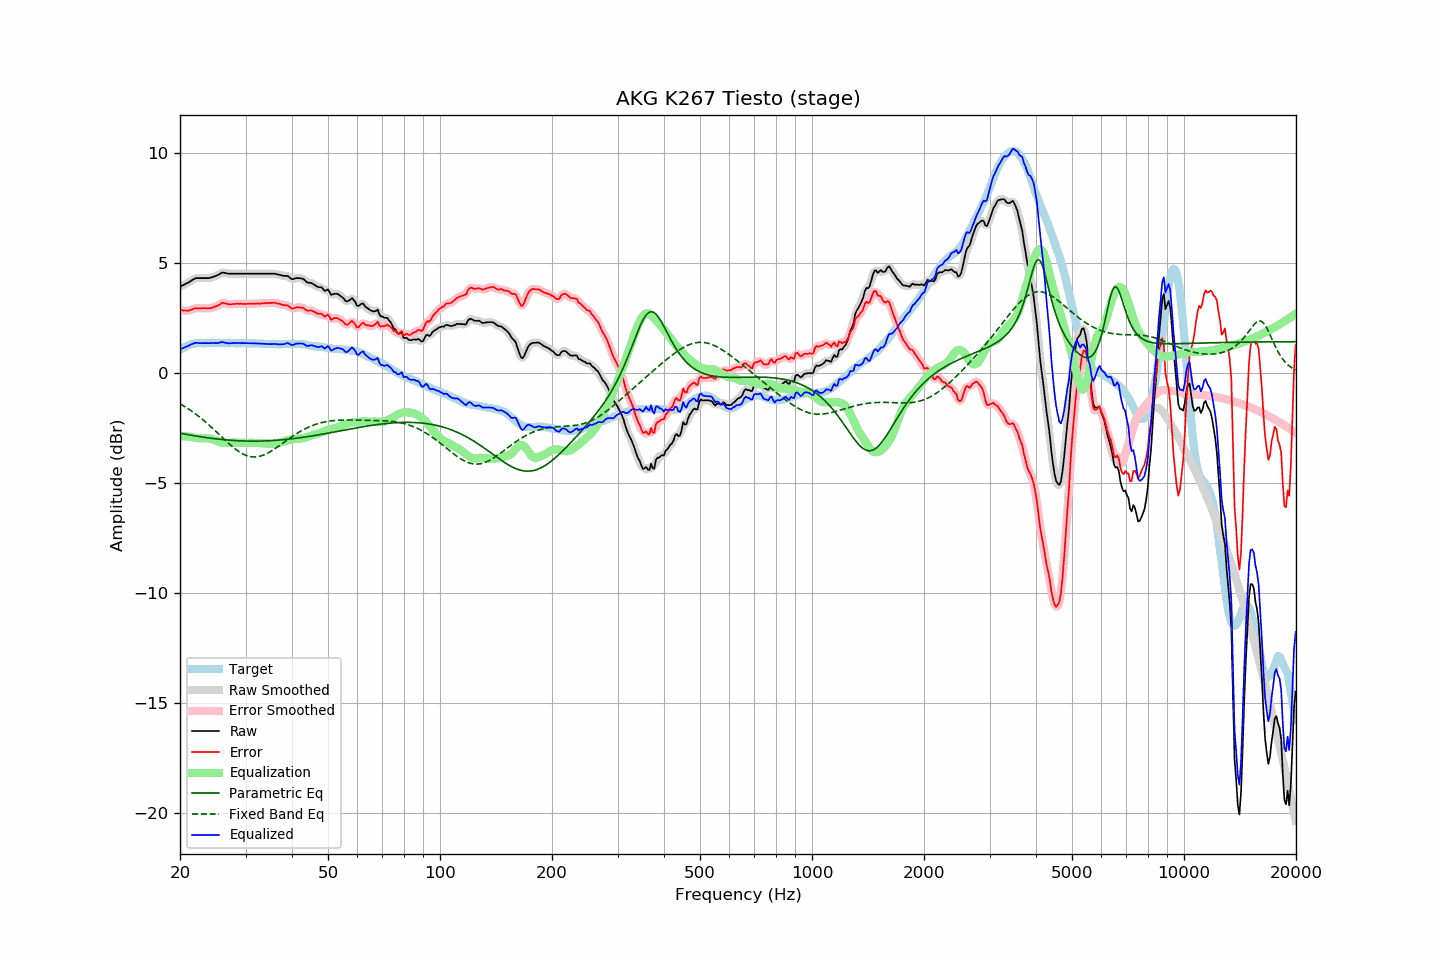 AKG K267 Tiesto (stage)
10
5
0
−5
−10
−15
−20
Amplitude (dBr)
Target
Raw Smoothed
Error Smoothed
Raw
Error
Equalization
Parametric Eq
Fixed Band Eq
Equalized
20 50 100 200 500 1000 2000 5000 10000 20000
Frequency (Hz)